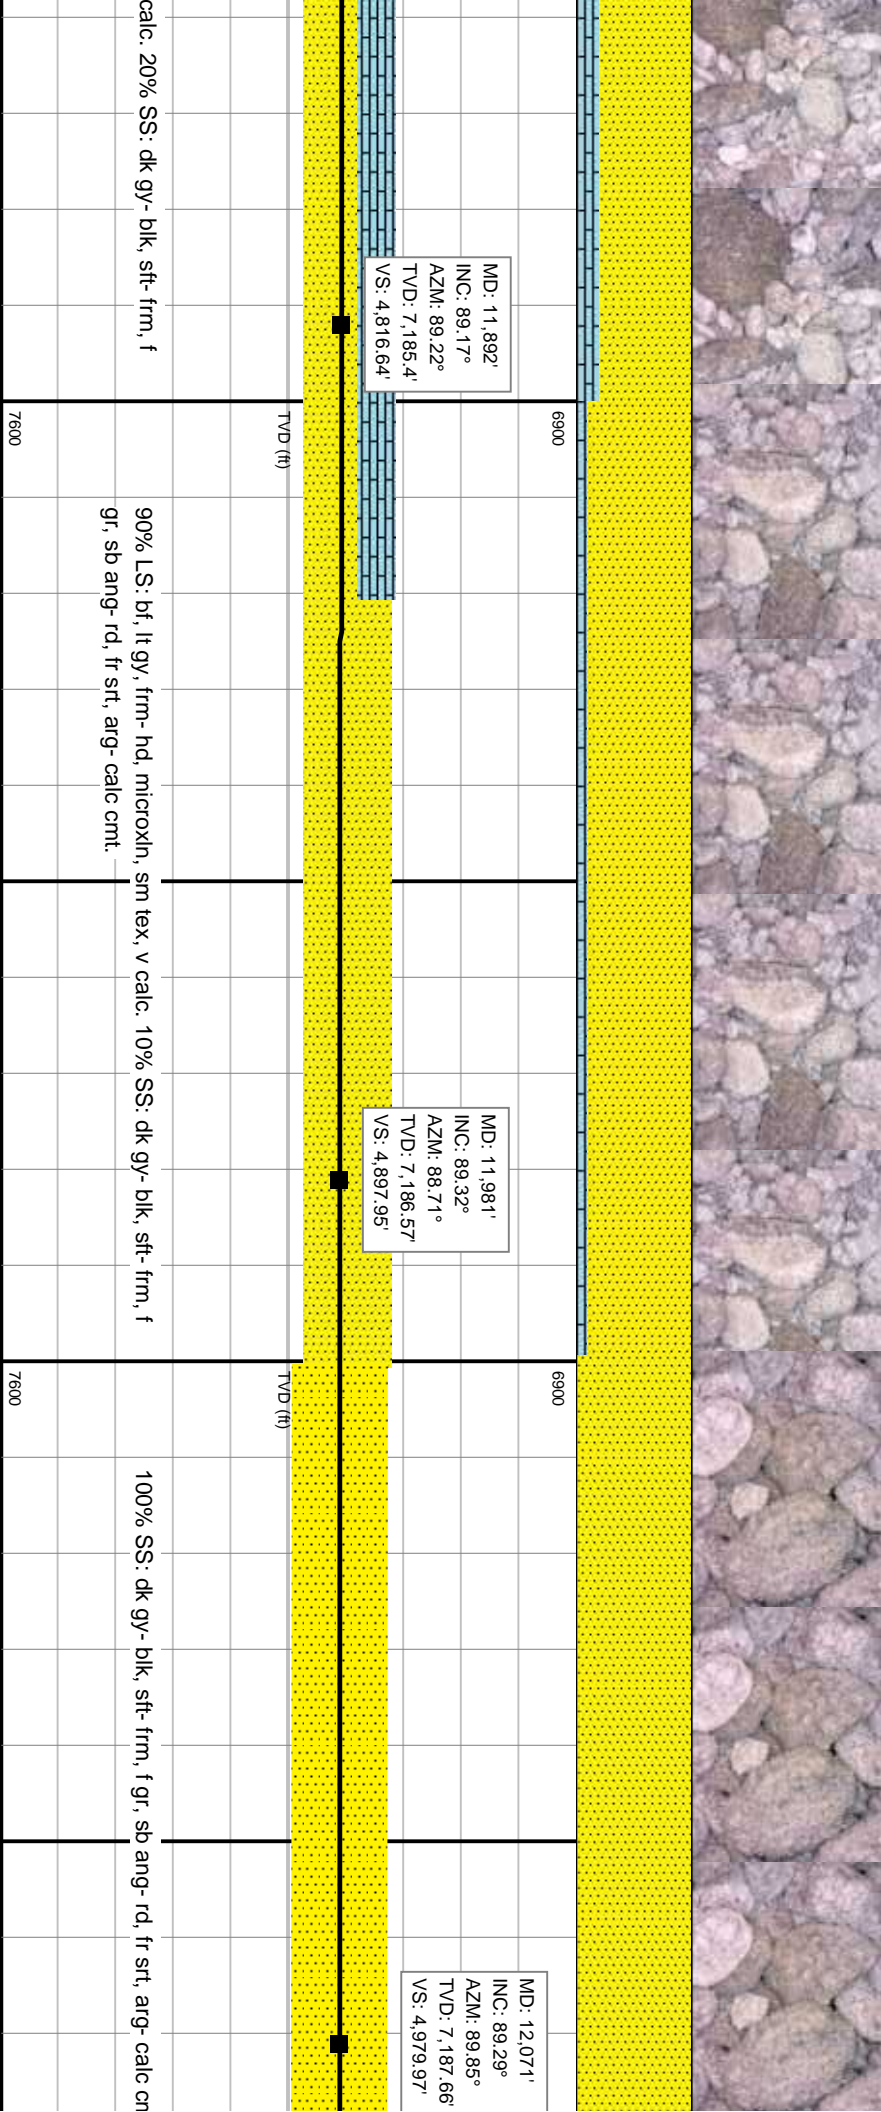 calc. 20% SS: dk gy- blk, sft- frm, f
MD: 11,892'
INC: 89.17°
AZM: 89.22°
TVD: 7,185.4'
VS: 4,816.64'
6900
TVD (ft)
7600
90% LS: bf, lt gy, frm- hd, microxln, sm tex, v calc. 10% SS: dk gy- blk, sft- frm, f
gr, sb ang- rd, fr srt, arg- calc cmt.
MD: 11,981'
INC: 89.32°
AZM: 88.71°
TVD: 7,186.57'
VS: 4,897.95'
6900
TVD (ft)
7600
100% SS: dk gy- blk, sft- frm, f gr, sb ang- rd, fr srt, arg- calc cm
MD: 12,071'
INC: 89.29°
AZM: 89.85°
TVD: 7,187.66'
VS: 4,979.97'